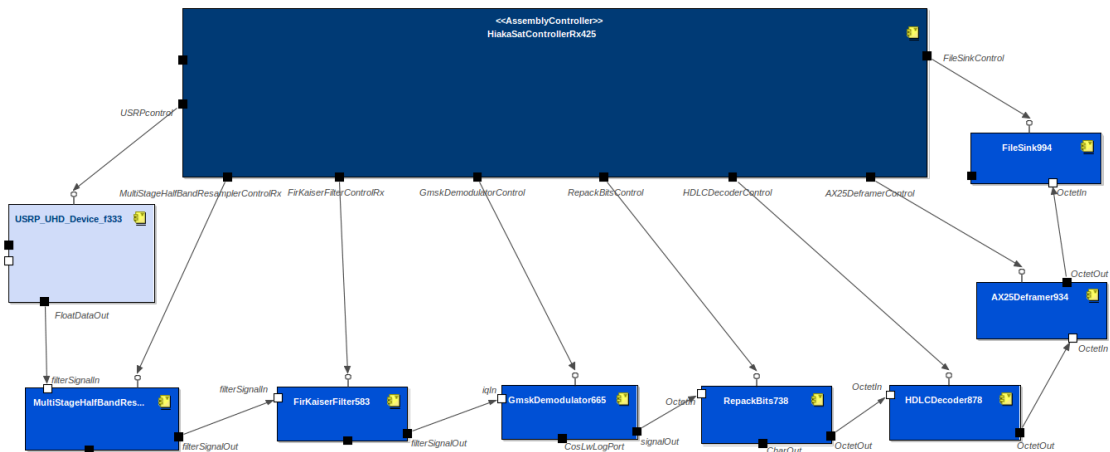 <<AssemblyController>>
HiakaSatControllerRx425
FileSinkControl
USRPcontrol
FileSink994
MultiStageHalfBandResamplerControlRx
FirKaiserFilterControlRx
GmskDemodulatorControl
RepackBitsControl
HDLCDecoderControl
AX25DeframerControl
OctetIn
USRP_UHD_Device_f333
OctetOut
AX25Deframer934
FloatDataOut
OctetIn
filterSignalIn
filterSignalIn
iqIn
OctetIn
OctetIn
MultiStageHalfBandRes...
FirKaiserFilter583
GmskDemodulator665
RepackBits738
HDLCDecoder878
filterSignalOut
filterSignalOut
CosLwLogPort
signalOut
CharOut
OctetOut
OctetOut